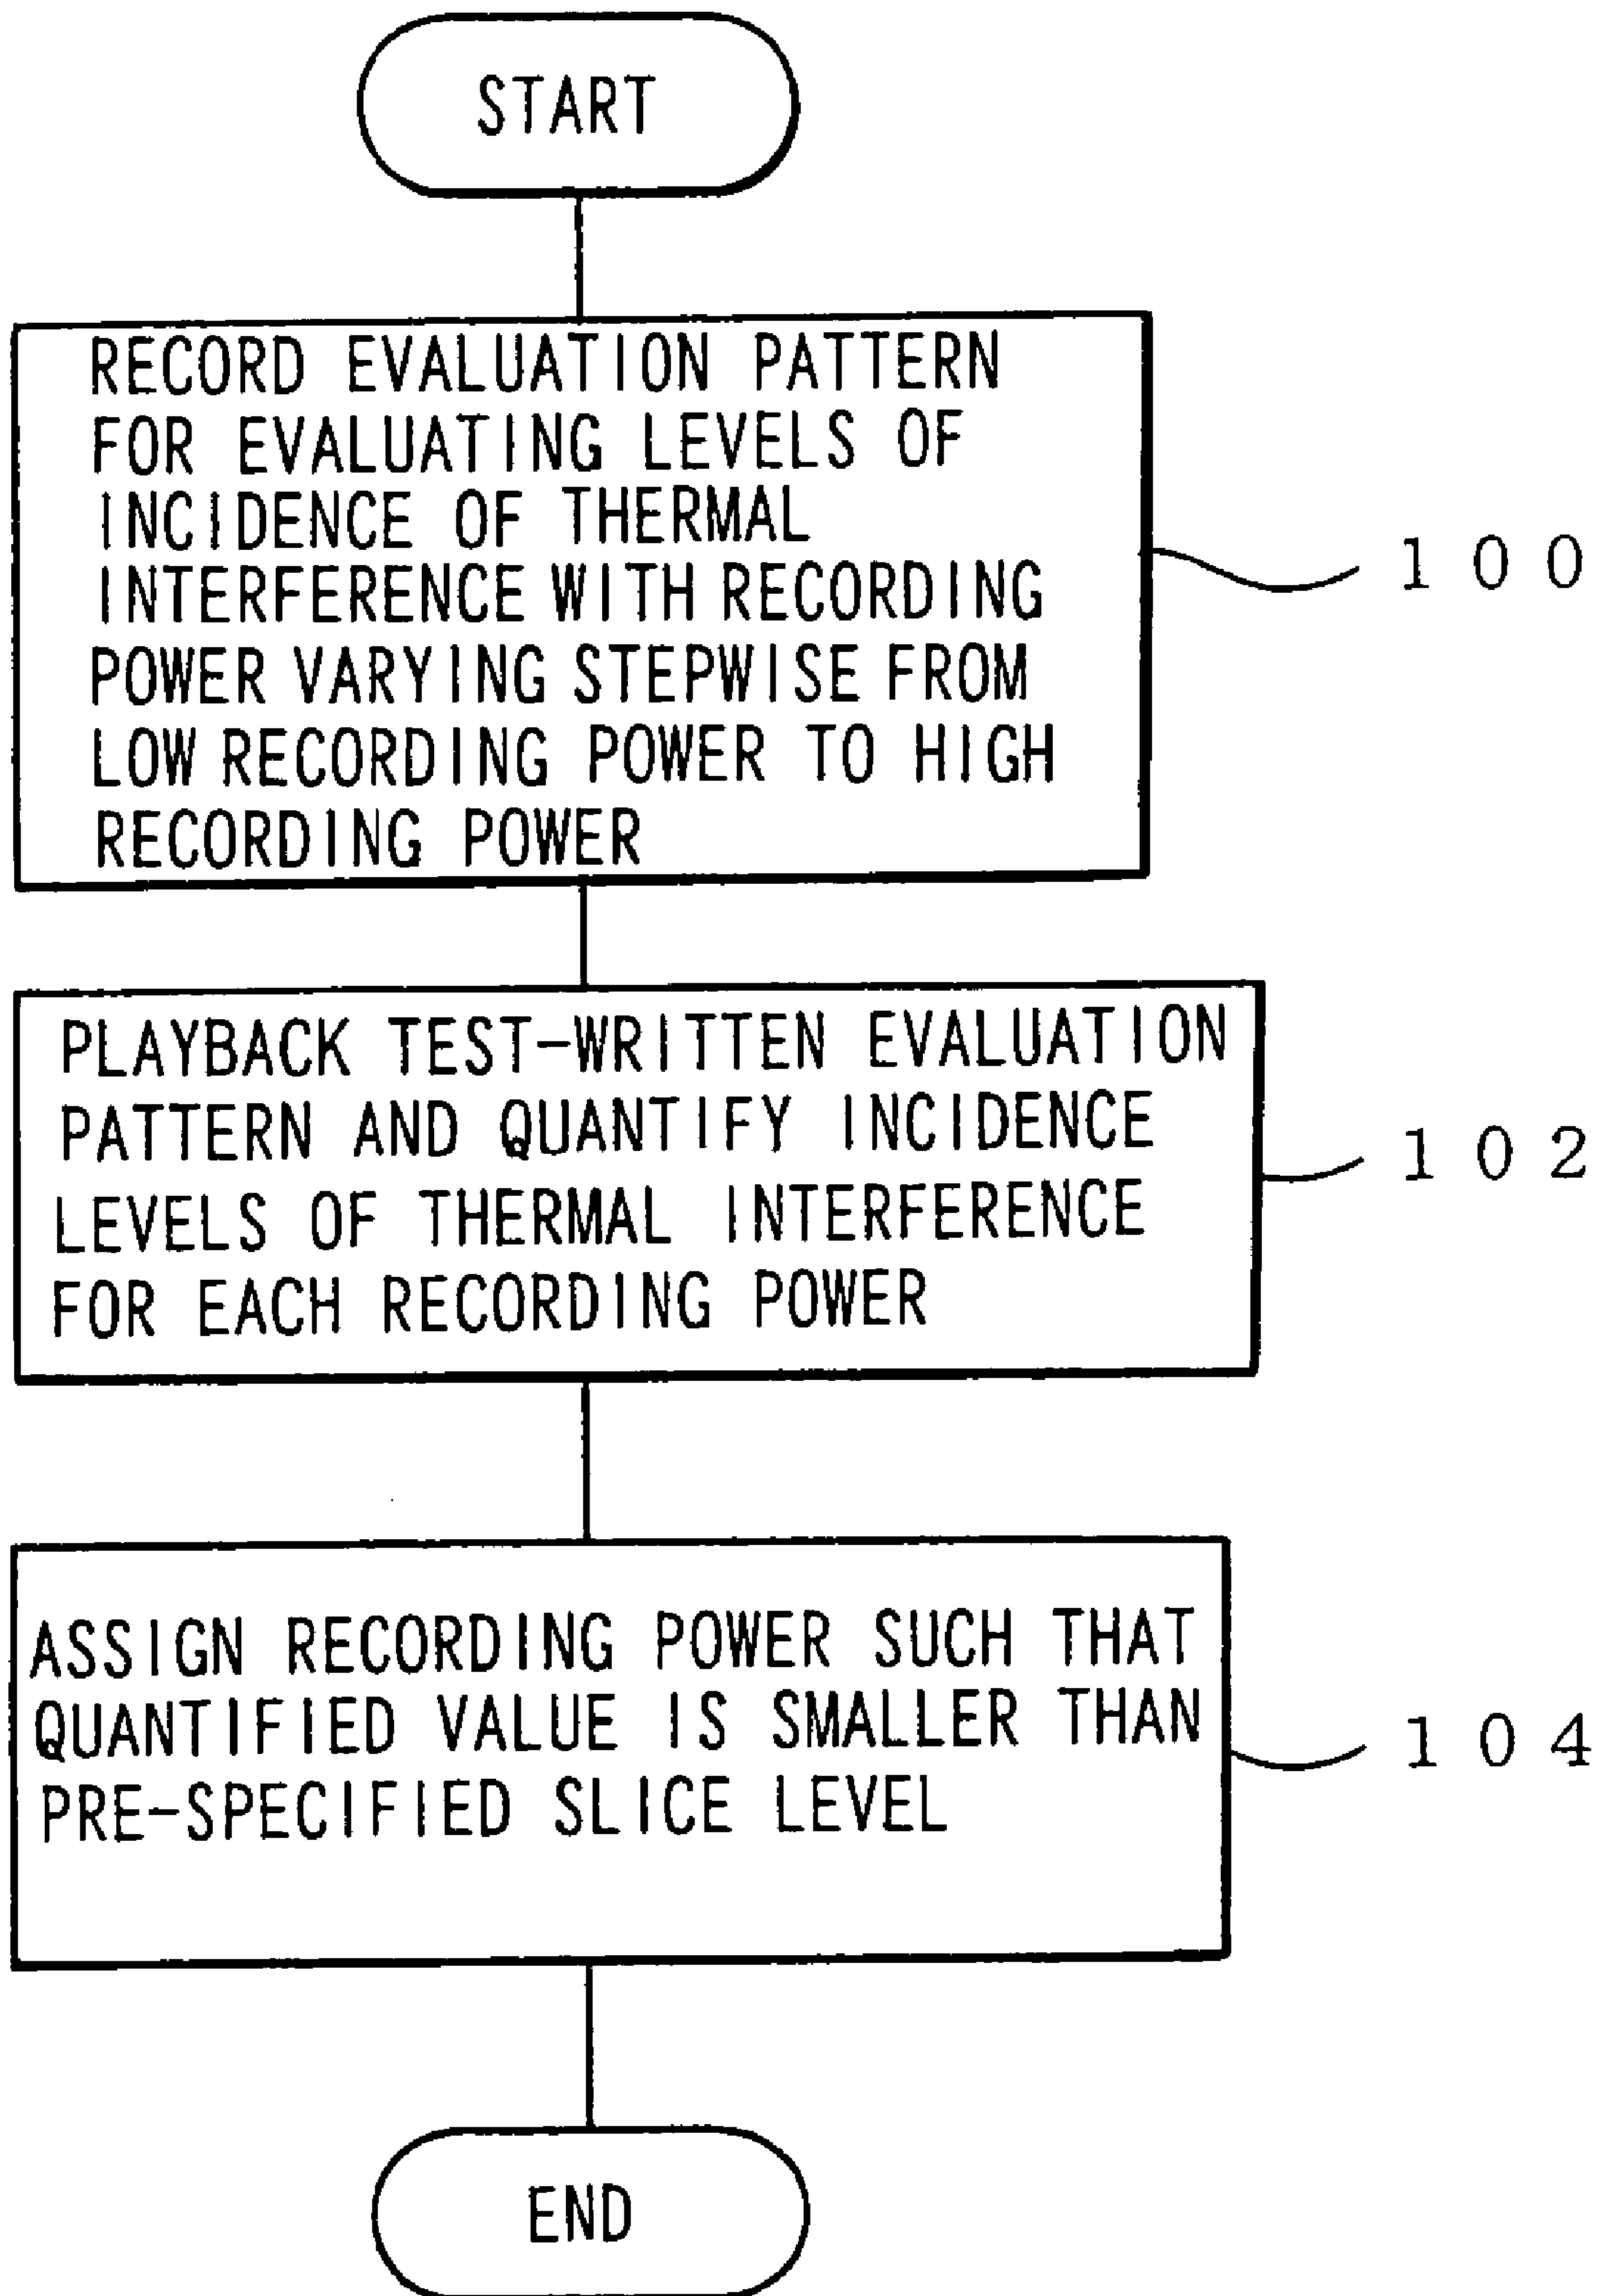 START
RECORD EVALUATION PATTERN
FOR EVALUATING LEVELS OF
INCIDENCE OF THERMAL
INTERFERENCE WITH RECORDING
POWER VARYING STEPWISE FROM
LOW RECORDING POWER TO HIGH
RECORDING POWER
100
PLAYBACK TEST-WRITTEN EVALUATION
PATTERN AND QUANTIFY INCIDENCE
LEVELS OF THERMAL INTERFERENCE
FOR EACH RECORDING POWER
102
ASSIGN RECORDING POWER SUCH THAT
QUANTIFIED VALUE IS SMALLER THAN
PRE-SPECIFIED SLICE LEVEL
104
END